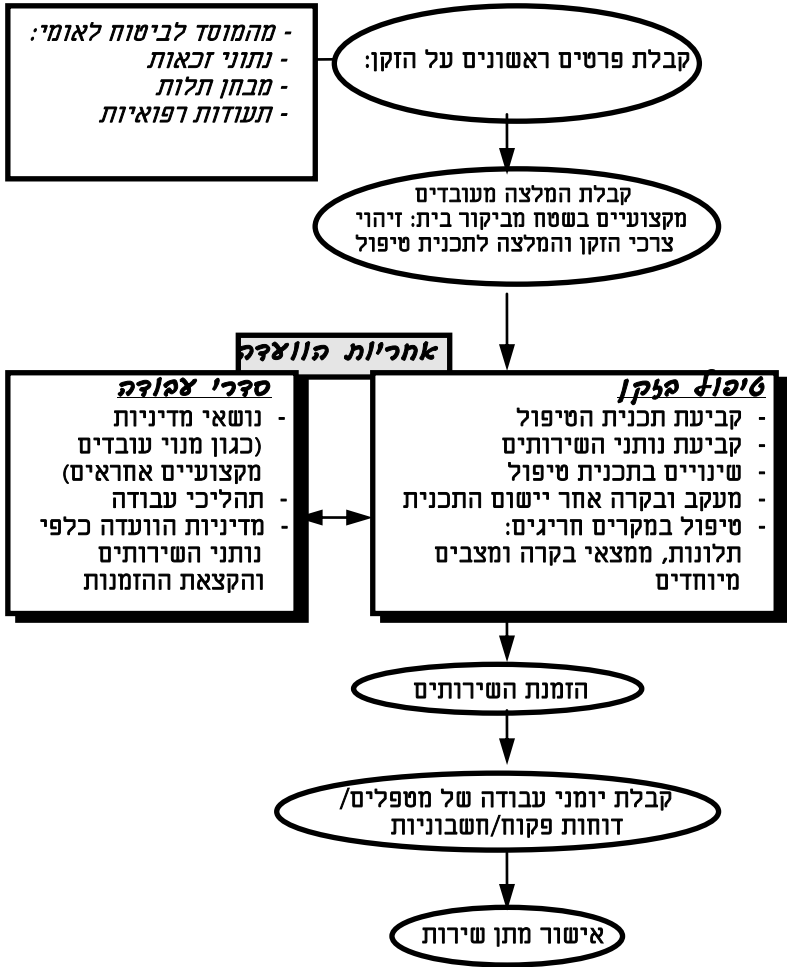 קבלת פרטים ראשונים על הזקן:
- מהמוסד לביטוח לאומי:
- נתוני זכאות
- מבחן תלות
- תעודות רפואיות
קבלת המלצה מעובדים
מקצועיים בשטח מביקור בית: זיהוי
צרכי הזקן והמלצה לתכנית טיפול
אחריות הוועדה
טיפול בזקן
- קביעת תכנית הטיפול
- קביעת נותני השירותים
- שינויים בתכנית טיפול
- מעקב ובקרה אחר יישום התכנית
- טיפול במקרים חריגים:
תלונות, ממצאי בקרה ומצבים
מיוחדים
סדרי עבודה
- נושאי מדיניות
(כגון מנוי עובדים
מקצועיים אחראים)
- תהליכי עבודה
- מדיניות הוועדה כלפי
נותני השירותים
והקצאת ההזמנות
הזמנת השירותים
קבלת יומני עבודה של מטפלים/
דוחות פקוח/חשבוניות
אישור מתן שירות